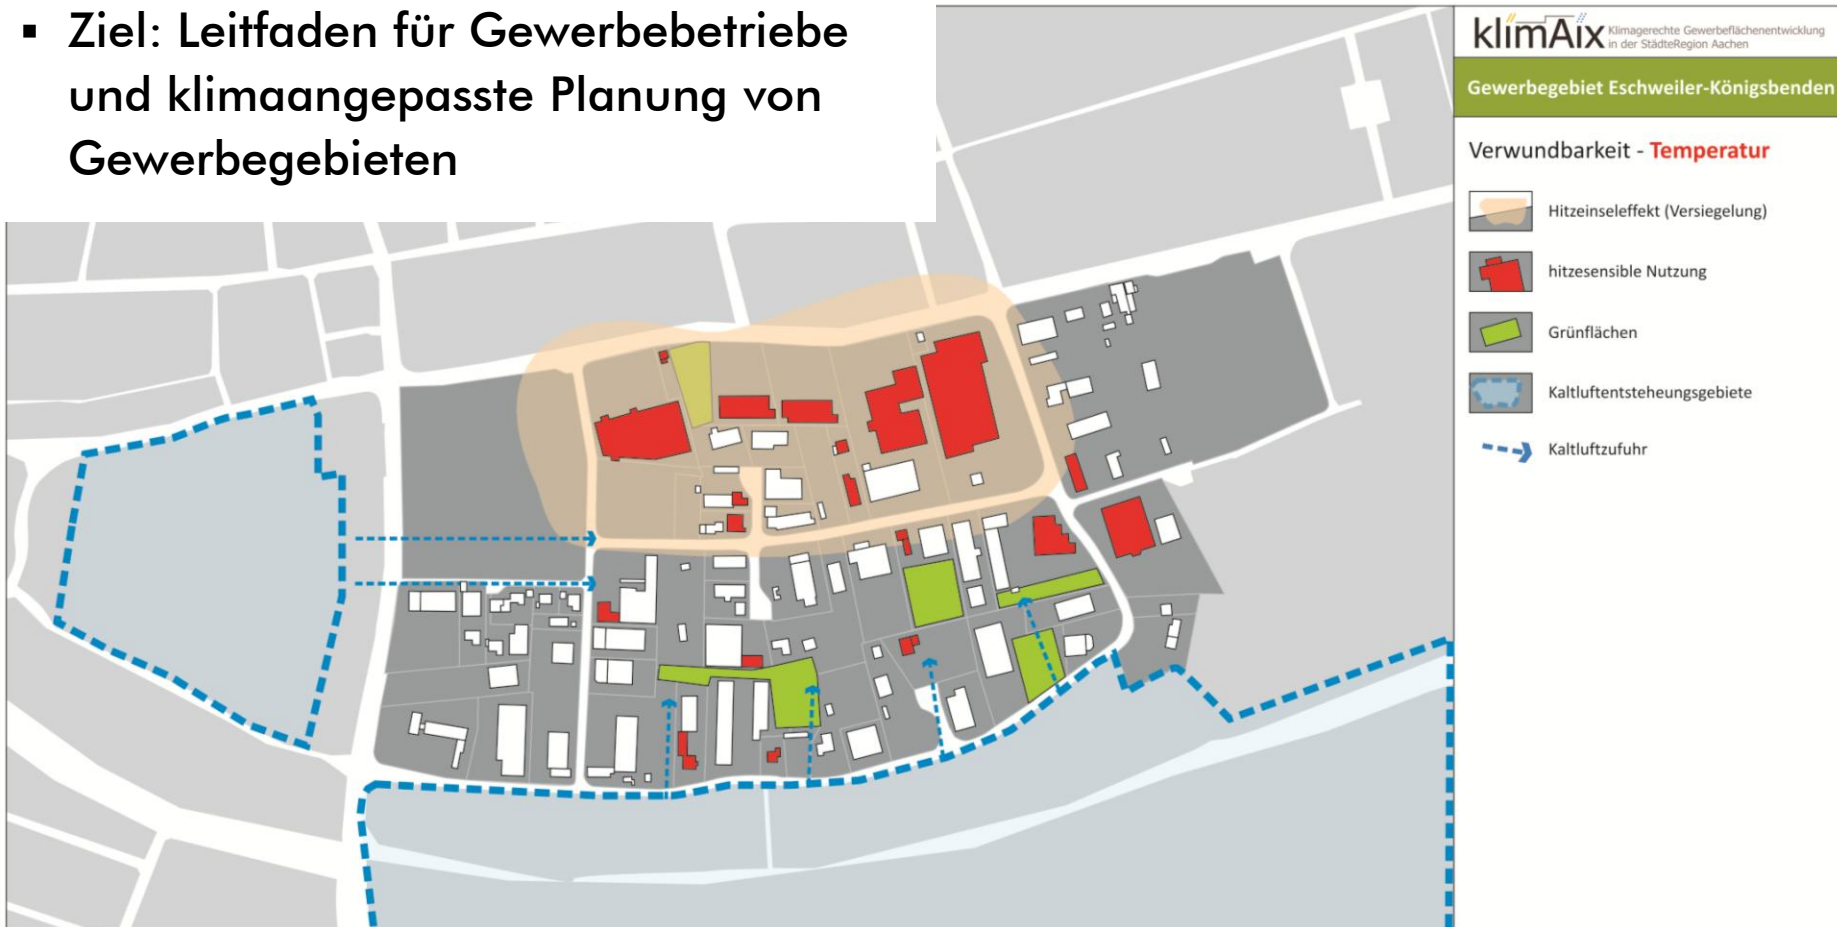 ▪ Ziel: Leitfaden für Gewerbebetriebe
und klimaangepasste Planung von
Gewerbegebieten
klimAix Klimagerechte Gewerbeflächenentwicklung
in der StädteRegion Aachen
Gewerbegebiet Eschweiler-Königsbenden
Verwundbarkeit - Temperatur
Hitzeinseleffekt (Versiegelung)
hitzesensible Nutzung
Grünflächen
Kaltluftentsteheungsgebiete
Kaltluftzufuhr